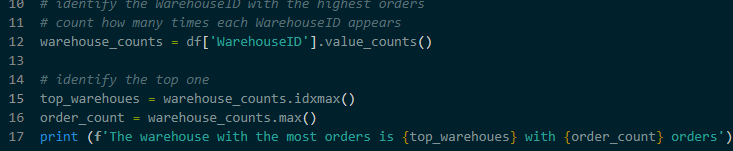 10 # identify the WarehouseID with the highest orders
11 # count how many times each WarehouseID appears
12 warehouse_counts = df['WarehouseID'].value_counts()
13
14 # identify the top one
15 top_warehoues = warehouse_counts.idxmax()
16 order_count = warehouse_counts.max()
17 print (f'The warehouse with the most orders is {top_warehoues} with {order_count} orders')